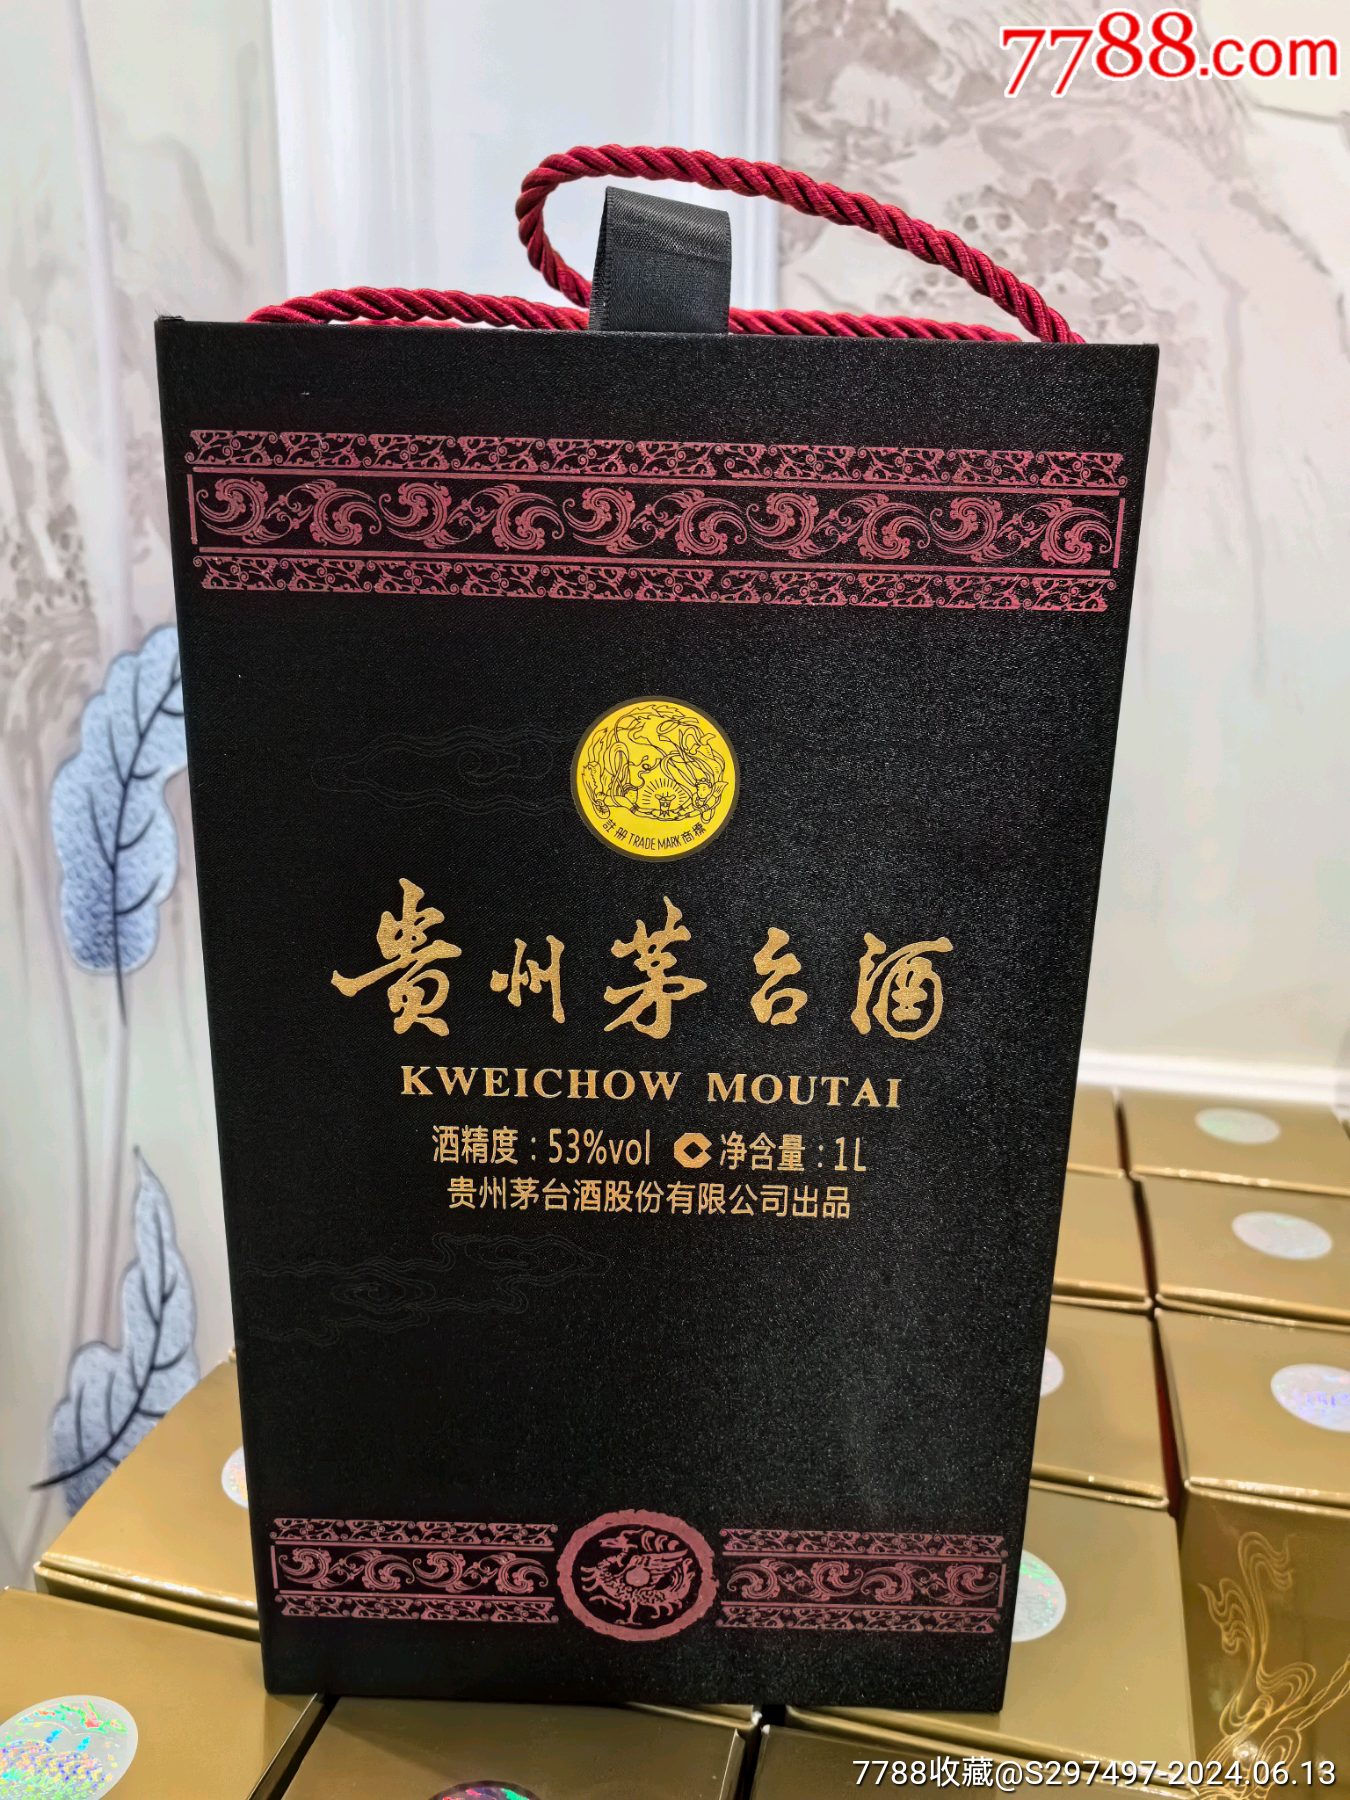 7788.com
註册 TRADE MARK 商標
贵州茅台酒
KWEICHOW MOUTAI
酒精度：53%vol 净含量：1L
贵州茅台酒股份有限公司出品
7788收藏@S297497-2024.06.13